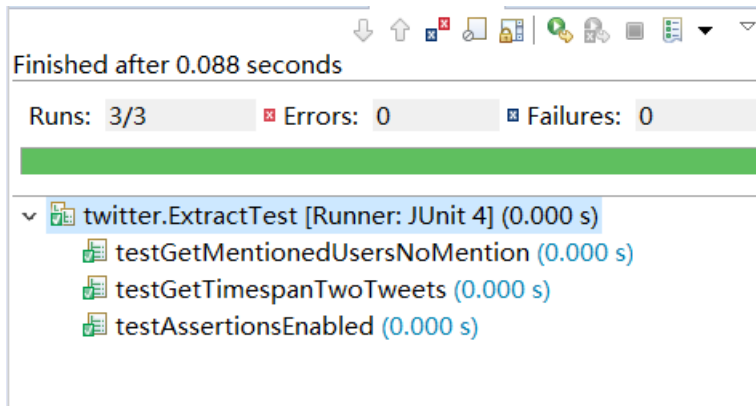 Finished after 0.088 seconds
Runs: 3/3 Errors: 0 Failures: 0
twitter.ExtractTest [Runner: JUnit 4] (0.000 s)
testGetMentionedUsersNoMention (0.000 s)
testGetTimespanTwoTweets (0.000 s)
testAssertionsEnabled (0.000 s)